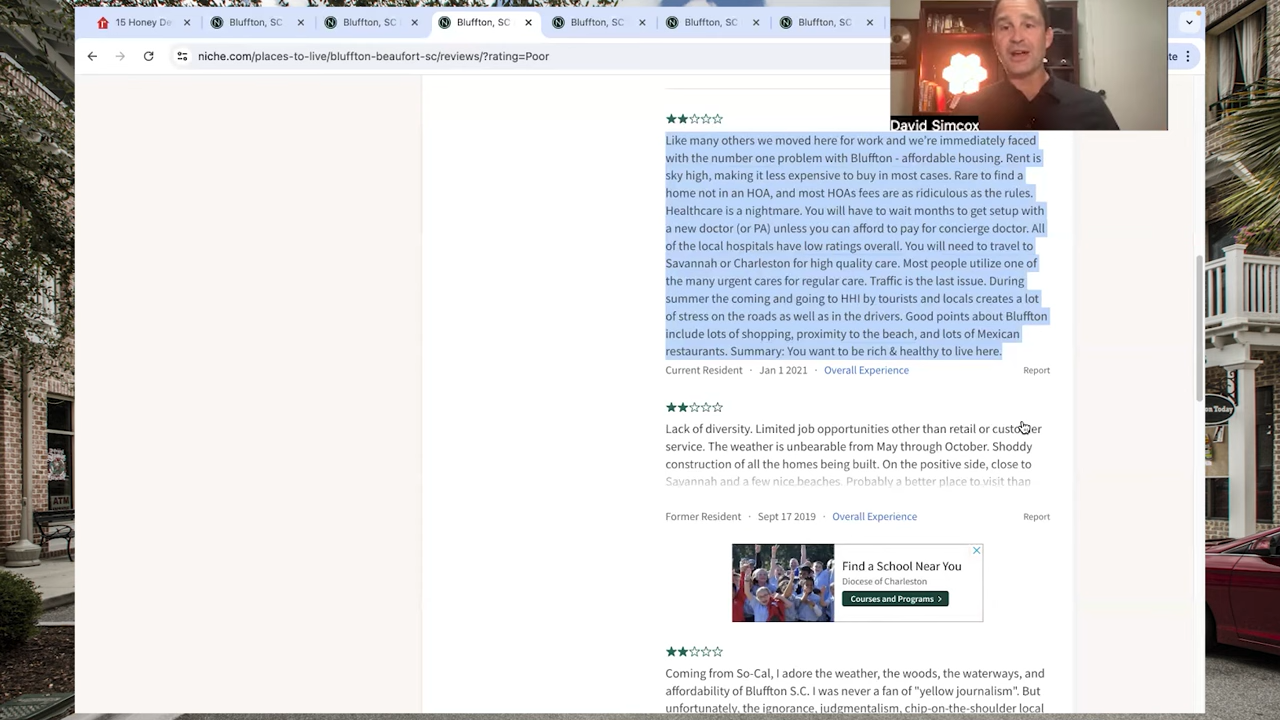 15 Honey De
Bluffton, SC
Bluffton, SC
Bluffton, SC
Bluffton, SC
Bluffton, SC
Bluffton, SC
niche.com/places-to-live/bluffton-beaufort-sc/reviews/?rating=Poor
David Simcox
Like many others we moved here for work and we're immediately faced
with the number one problem with Bluffton - affordable housing. Rent is
sky high, making it less expensive to buy in most cases. Rare to find a
home not in an HOA, and most HOAs fees are as ridiculous as the rules.
Healthcare is a nightmare. You will have to wait months to get setup with
a new doctor (or PA) unless you can afford to pay for concierge doctor. All
of the local hospitals have low ratings overall. You will need to travel to
Savannah or Charleston for high quality care. Most people utilize one of
the many urgent cares for regular care. Traffic is the last issue. During
summer the coming and going to HHI by tourists and locals creates a lot
of stress on the roads as well as in the drivers. Good points about Bluffton
include lots of shopping, proximity to the beach, and lots of Mexican
restaurants. Summary: You want to be rich & healthy to live here.
Current Resident · Jan 1 2021 · Overall Experience Report
Lack of diversity. Limited job opportunities other than retail or customer
service. The weather is unbearable from May through October. Shoddy
construction of all the homes being built. On the positive side, close to
Savannah and a few nice beaches. Probably a better place to visit than
Former Resident · Sept 17 2019 · Overall Experience Report
Find a School Near You
Diocese of Charleston
Courses and Programs >
Coming from So-Cal, I adore the weather, the woods, the waterways, and
affordability of Bluffton S.C. I was never a fan of "yellow journalism". But
unfortunately, the ignorance, judgmentalism, chip-on-the-shoulder local
ATM
on Today